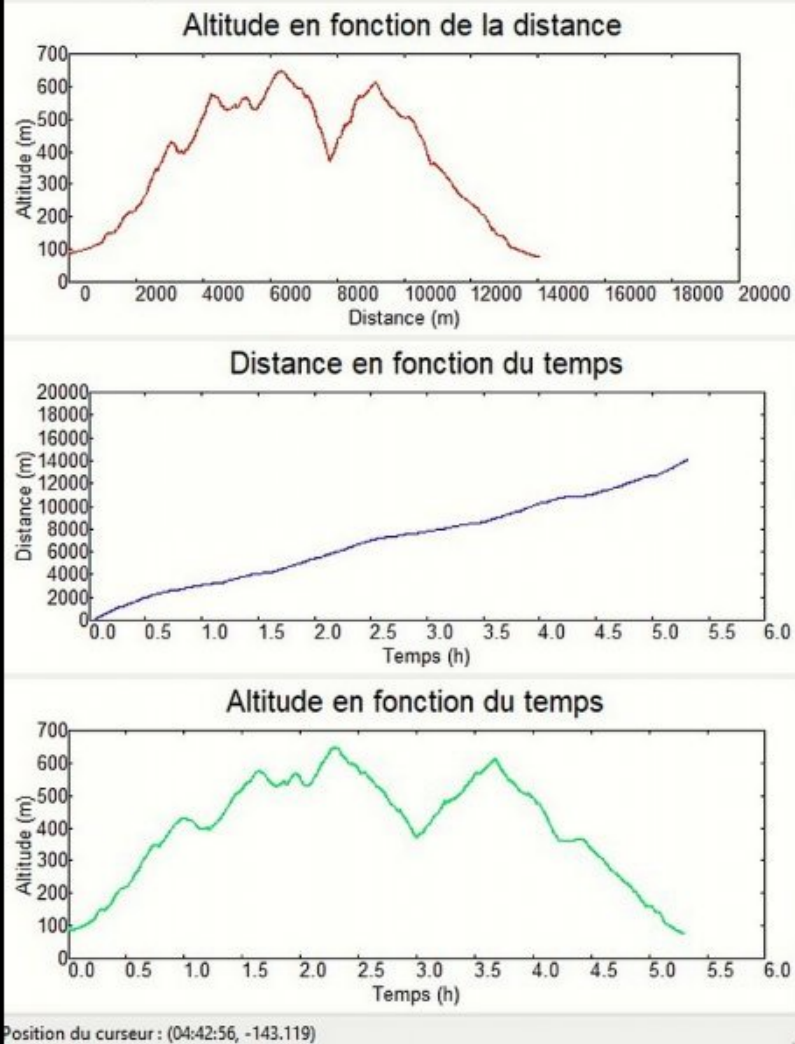 Altitude en fonction de la distance
700
600
500
400
300
200
100
0
Altitude (m)
0 2000 4000 6000 8000 10000 12000 14000 16000 18000 20000
Distance (m)
Distance en fonction du temps
20000
18000
16000
14000
12000
10000
8000
6000
4000
2000
0
Distance (m)
0.0 0.5 1.0 1.5 2.0 2.5 3.0 3.5 4.0 4.5 5.0 5.5 6.0
Temps (h)
Altitude en fonction du temps
700
600
500
400
300
200
100
0
Altitude (m)
0.0 0.5 1.0 1.5 2.0 2.5 3.0 3.5 4.0 4.5 5.0 5.5 6.0
Temps (h)
Position du curseur : (04:42:56, -143.119)